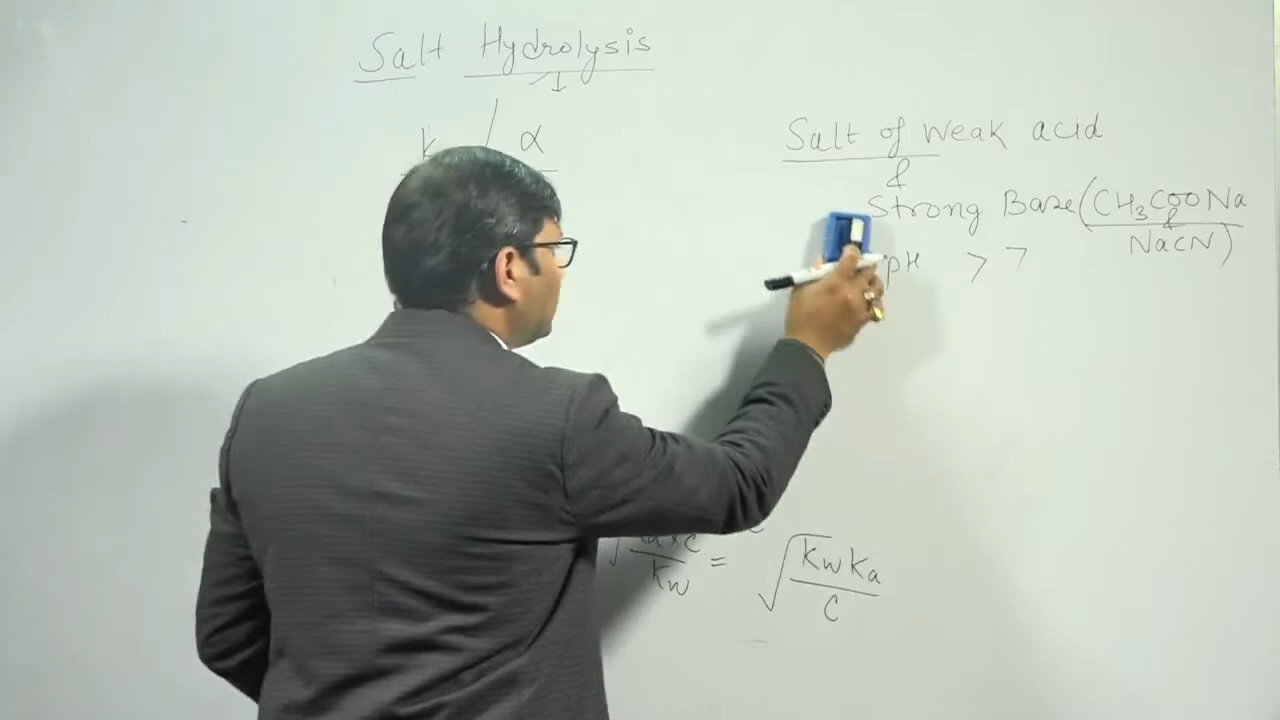 Salt Hydrolysis
k / α
Salt of weak acid
&
Strong Base (CH₃COONa
& NaCN)
pH > 7
Kw = √KwKa
C